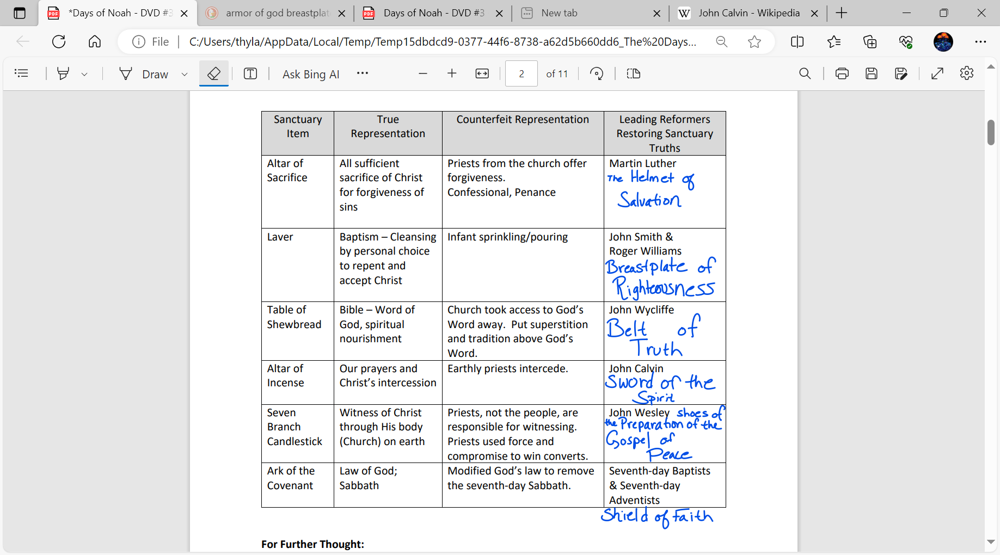 *Days of Noah - DVD #3
armor of god breastplat
Days of Noah - DVD #3
New tab
W John Calvin - Wikipedia
File
C:/Users/thyla/AppData/Local/Temp/Temp15dbdcd9-0377-44f6-8738-a62d5b660dd6_The%20Days...
Draw
T
Ask Bing AI
2 of 11
Sanctuary
Item
True
Representation
Counterfeit Representation
Leading Reformers
Restoring Sanctuary
Truths
Altar of
Sacrifice
All sufficient
sacrifice of Christ
for forgiveness of
sins
Priests from the church offer
forgiveness.
Confessional, Penance
Martin Luther
The Helmet of
Salvation
Laver
Baptism – Cleansing
by personal choice
to repent and
accept Christ
Infant sprinkling/pouring
John Smith &
Roger Williams
Breastplate of
Righteousness
Table of
Shewbread
Bible – Word of
God, spiritual
nourishment
Church took access to God's
Word away.  Put superstition
and tradition above God's
Word.
John Wycliffe
Belt of
Truth
Altar of
Incense
Our prayers and
Christ's intercession
Earthly priests intercede.
John Calvin
Sword of the
Spirit
Seven
Branch
Candlestick
Witness of Christ
through His body
(Church) on earth
Priests, not the people, are
responsible for witnessing.
Priests used force and
compromise to win converts.
John Wesley shoes of
the Preparation of the
Gospel of
Peace
Ark of the
Covenant
Law of God;
Sabbath
Modified God's law to remove
the seventh-day Sabbath.
Seventh-day Baptists
& Seventh-day
Adventists
Shield of Faith
For Further Thought: